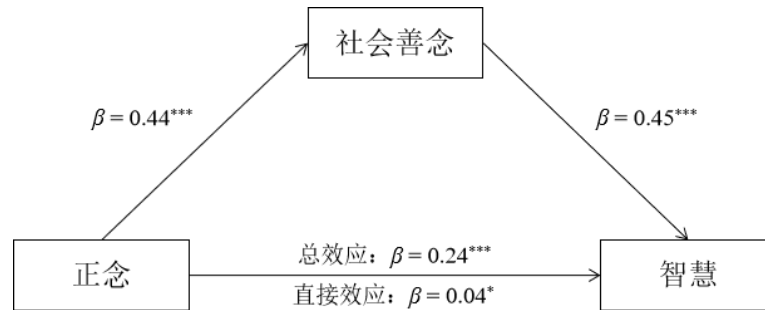 社会善念
β = 0.44***
β = 0.45***
总效应：β = 0.24***
正念
智慧
直接效应：β = 0.04*